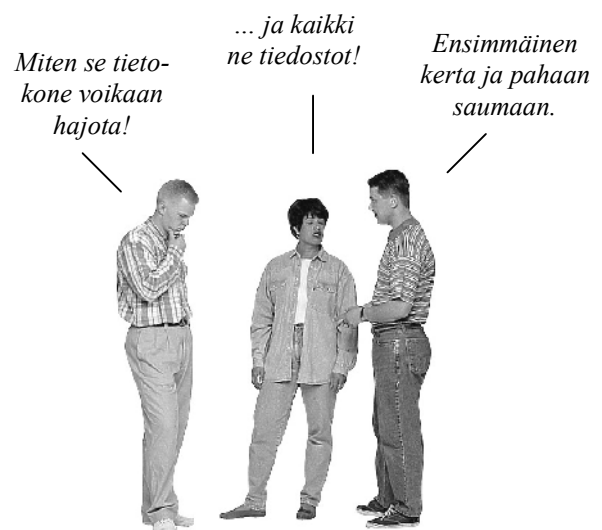 Miten se tieto-
kone voikaan
hajota!
... ja kaikki
ne tiedostot!
Ensimmäinen
kerta ja pahaan
saumaan.